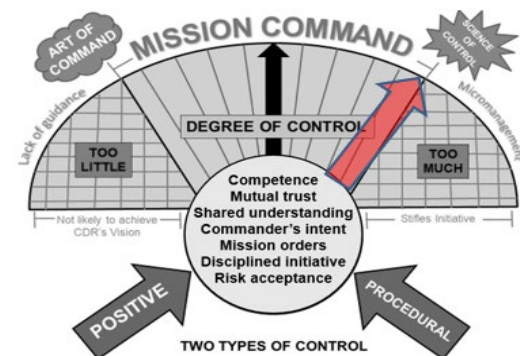 ART OF
COMMAND
MISSION COMMAND
SCIENCE
OF
CONTROL
Lack of guidance
Micromanagement
DEGREE OF CONTROL
TOO
LITTLE
TOO
MUCH
Not likely to achieve
CDR's Vision
Stifles Initiative
Competence
Mutual trust
Shared understanding
Commander's intent
Mission orders
Disciplined initiative
Risk acceptance
POSITIVE
PROCEDURAL
TWO TYPES OF CONTROL